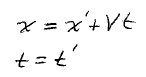 x = x' + Vt
t = t'